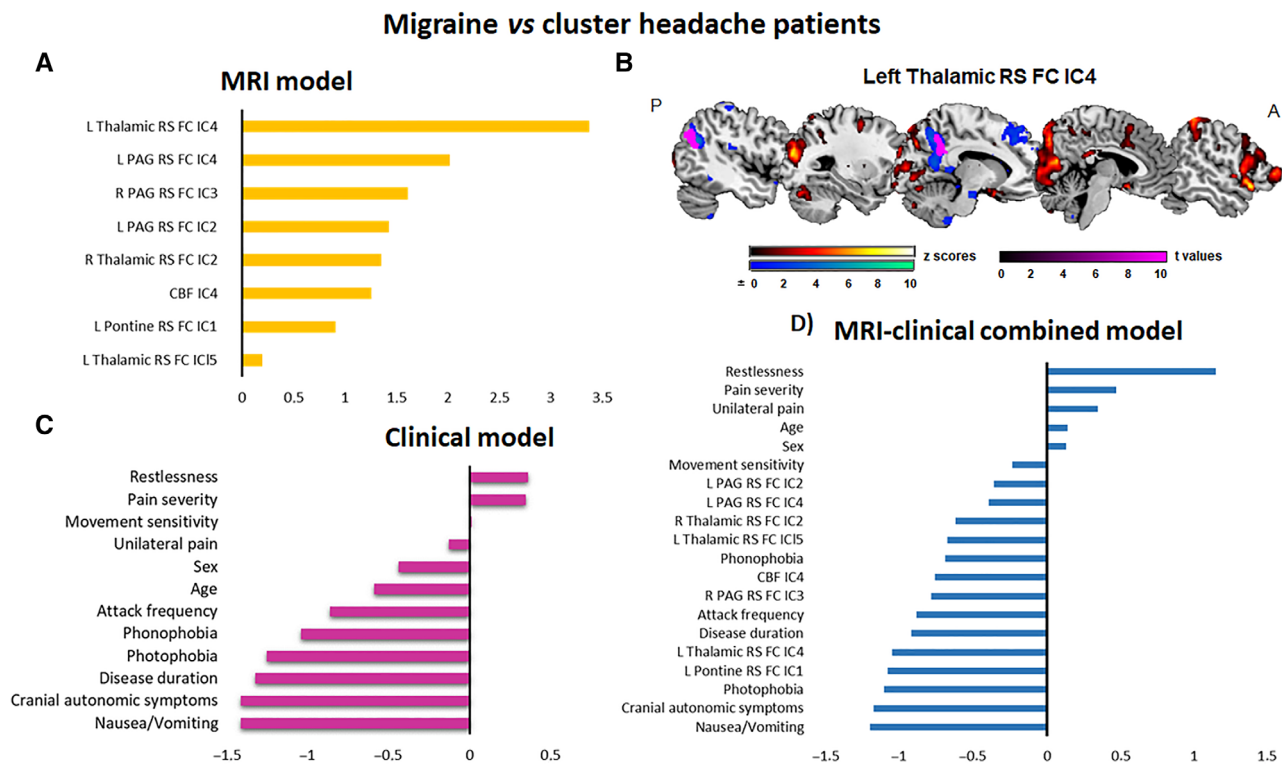 Migraine vs cluster headache patients
A
MRI model
L Thalamic RS FC IC4
L PAG RS FC IC4
R PAG RS FC IC3
L PAG RS FC IC2
R Thalamic RS FC IC2
CBF IC4
L Pontine RS FC IC1
L Thalamic RS FC ICI5
0 0.5 1 1.5 2 2.5 3 3.5
B
Left Thalamic RS FC IC4
P
A
z scores
± 0 2 4 6 8 10
t values
0 2 4 6 8 10
C
Clinical model
Restlessness
Pain severity
Movement sensitivity
Unilateral pain
Sex
Age
Attack frequency
Phonophobia
Photophobia
Disease duration
Cranial autonomic symptoms
Nausea/Vomiting
–1.5 –1 –0.5 0 0.5
D)
MRI-clinical combined model
Restlessness
Pain severity
Unilateral pain
Age
Sex
Movement sensitivity
L PAG RS FC IC2
L PAG RS FC IC4
R Thalamic RS FC IC2
L Thalamic RS FC ICI5
Phonophobia
CBF IC4
R PAG RS FC IC3
Attack frequency
Disease duration
L Thalamic RS FC IC4
L Pontine RS FC IC1
Photophobia
Cranial autonomic symptoms
Nausea/Vomiting
–1.5 –1 –0.5 0 0.5 1 1.5